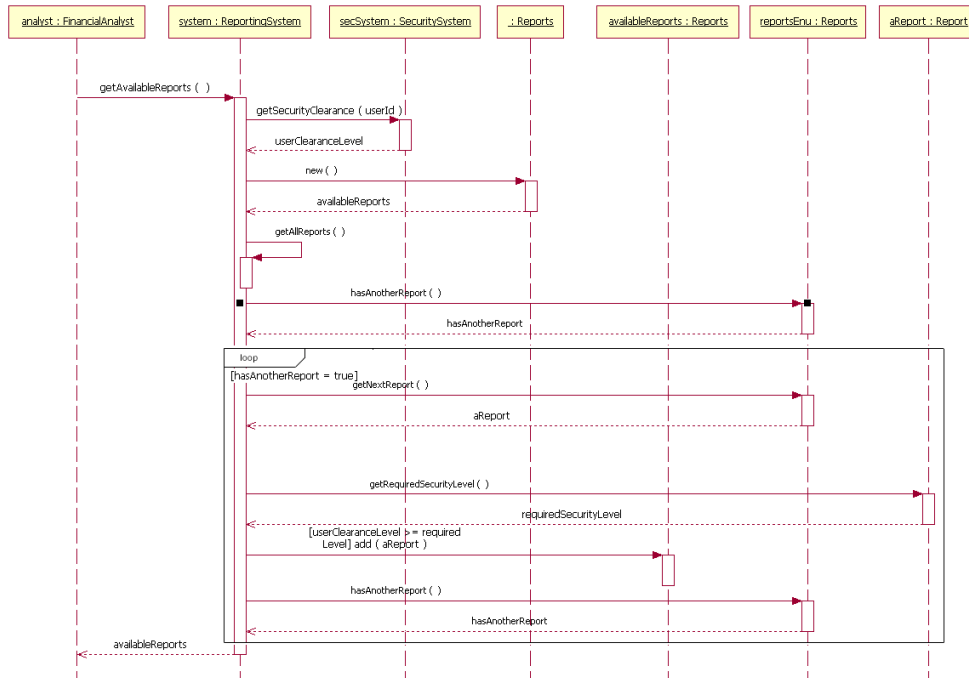 analyst : FinancialAnalyst
system : ReportingSystem
secSystem : SecuritySystem
: Reports
availableReports : Reports
reportsEnu : Reports
aReport : Report
getAvailableReports ( )
getSecurityClearance ( userId )
userClearanceLevel
new ( )
availableReports
getAllReports ( )
hasAnotherReport ( )
hasAnotherReport
loop
[hasAnotherReport = true]
getNextReport ( )
aReport
getRequiredSecurityLevel ( )
requiredSecurityLevel
[userClearanceLevel >= required
Level] add ( aReport )
hasAnotherReport ( )
hasAnotherReport
availableReports